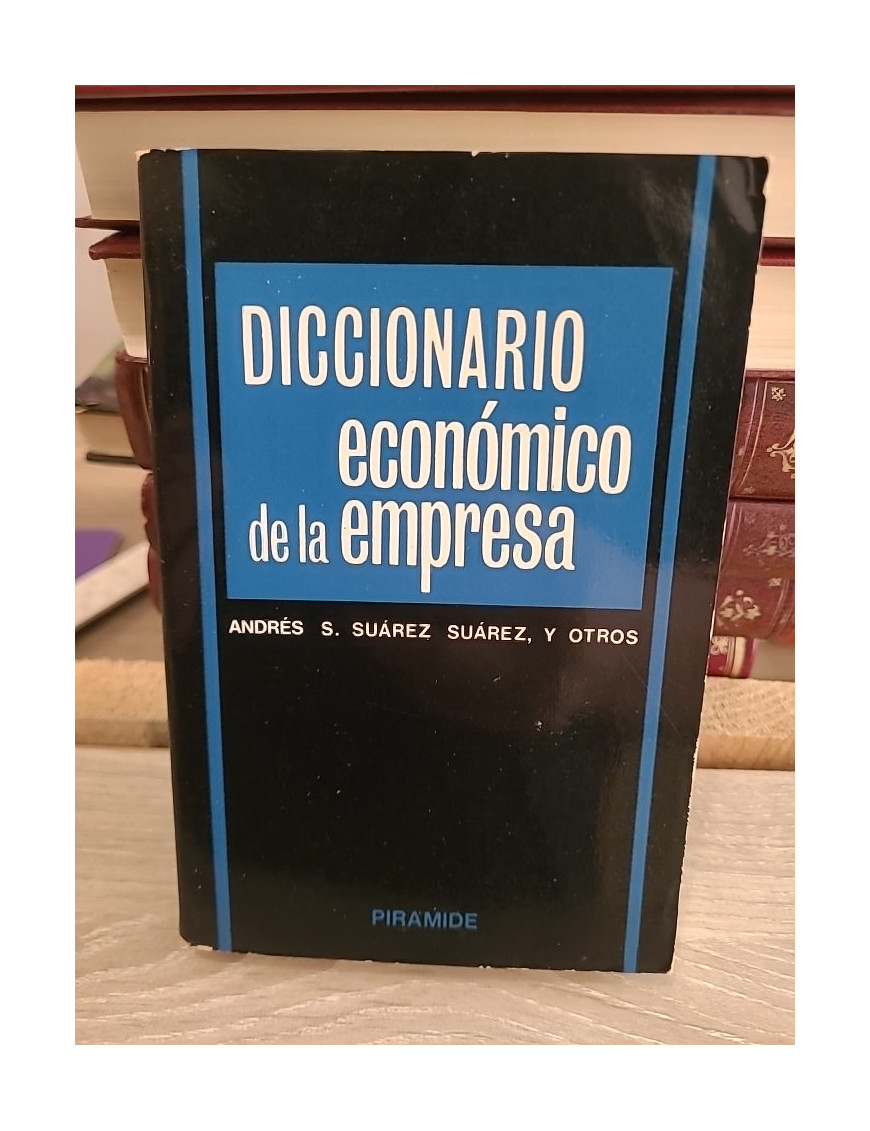 DICCIONARIO
económico
de la empresa
ANDRÉS S. SUÁREZ SUÁREZ, Y OTROS
PIRAMIDE